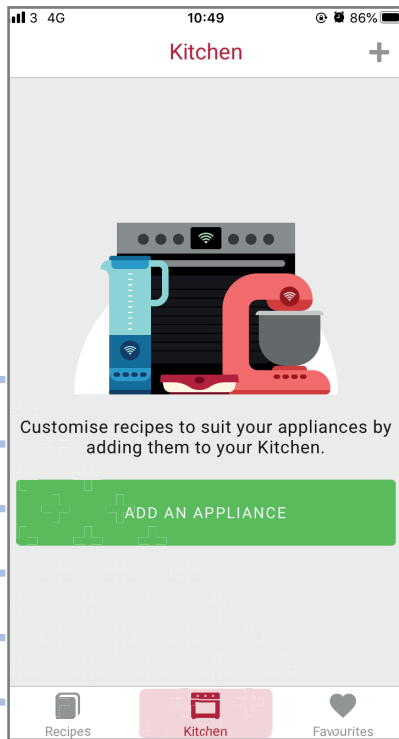 3 4G 10:49 86%
Kitchen
Customise recipes to suit your appliances by
adding them to your Kitchen.
ADD AN APPLIANCE
Recipes Kitchen Favourites